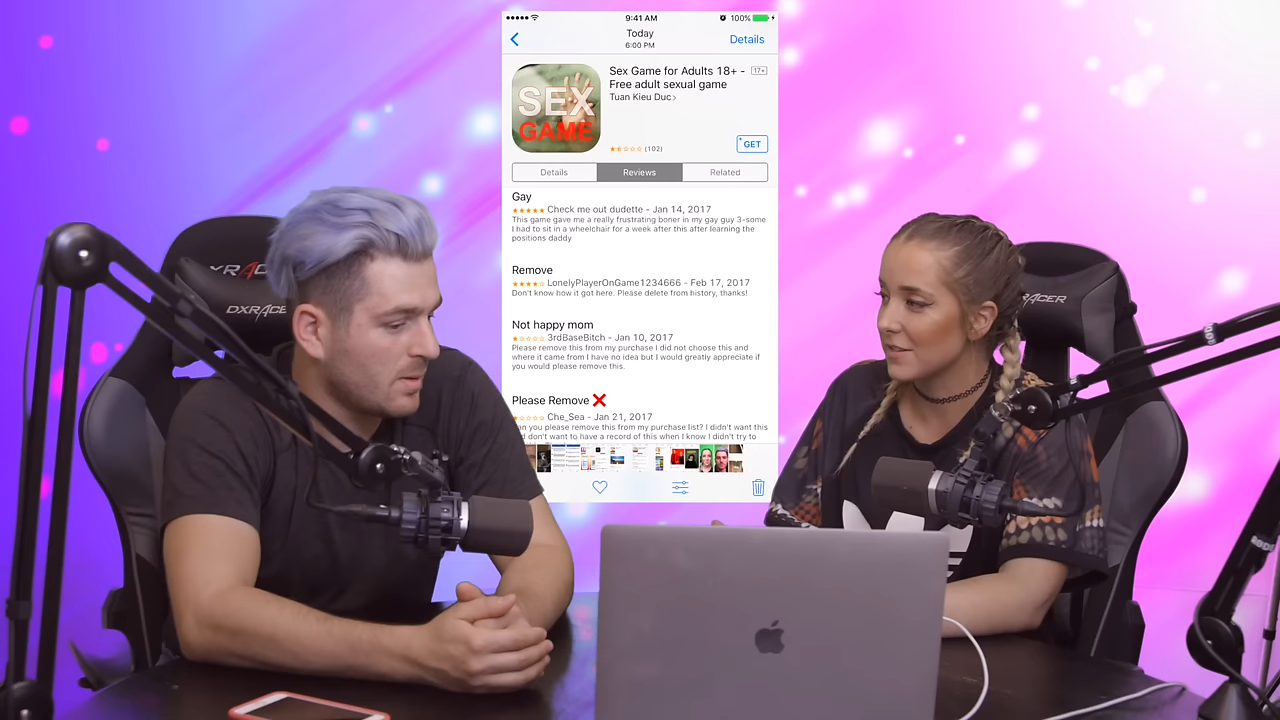 9:41 AM
100%
Today
6:00 PM
Details
Sex Game for Adults 18+ -
17+
Free adult sexual game
Tuan Kieu Duc
SEX
GAME
(102)
GET
Details
Reviews
Related
Gay
Check me out dudette - Jan 14, 2017
This game gave me a really frustrating boner in my gay guy 3-some
I had to sit in a wheelchair for a week after this after learning the
positions daddy
Remove
LonelyPlayerOnGame1234666 - Feb 17, 2017
Don't know how it got here. Please delete from history, thanks!
Not happy mom
3rdBaseBitch - Jan 10, 2017
Please remove this from my purchase I did not choose this and
where it came from I have no idea but I would greatly appreciate if
you would please remove this.
Please Remove ❌
Che_Sea - Jan 21, 2017
you please remove this from my purchase list? I didn't want this
don't want to have a record of this when I know I didn't try to
DXRACER